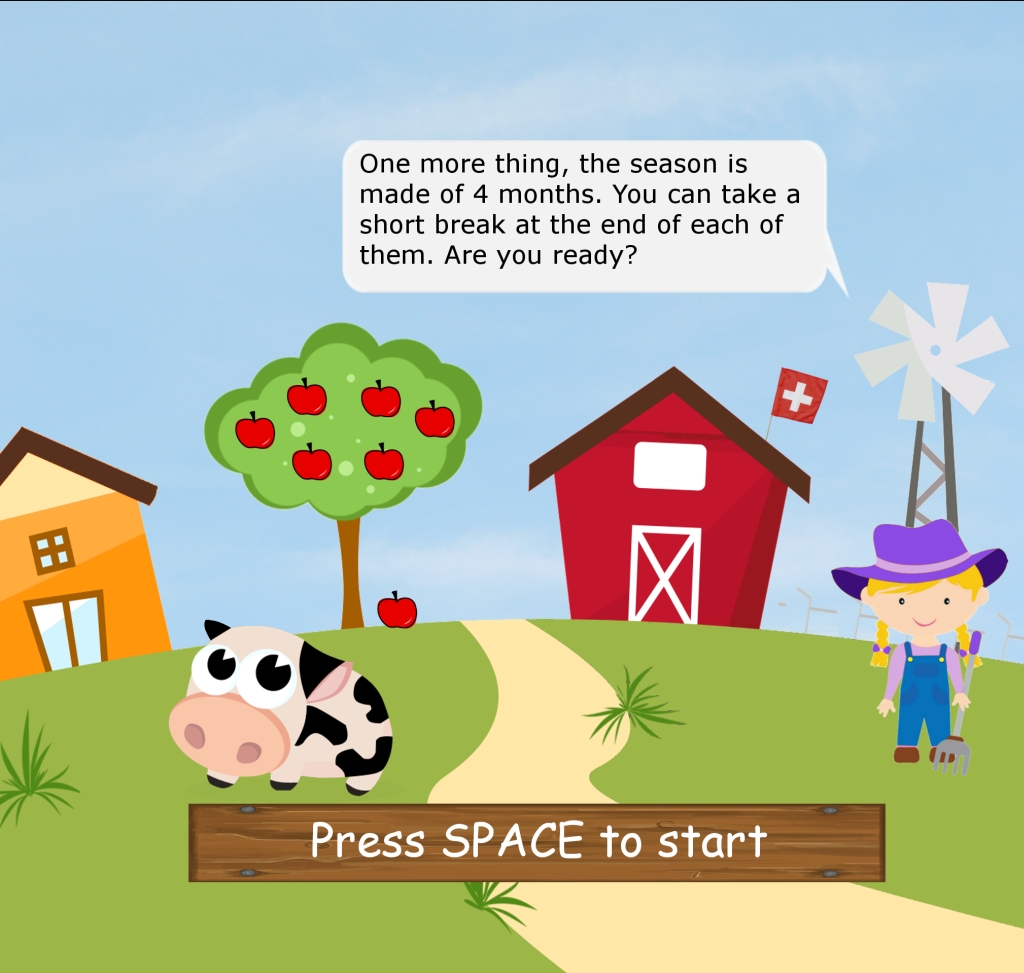 One more thing, the season is
made of 4 months. You can take a
short break at the end of each of
them. Are you ready?
Press SPACE to start